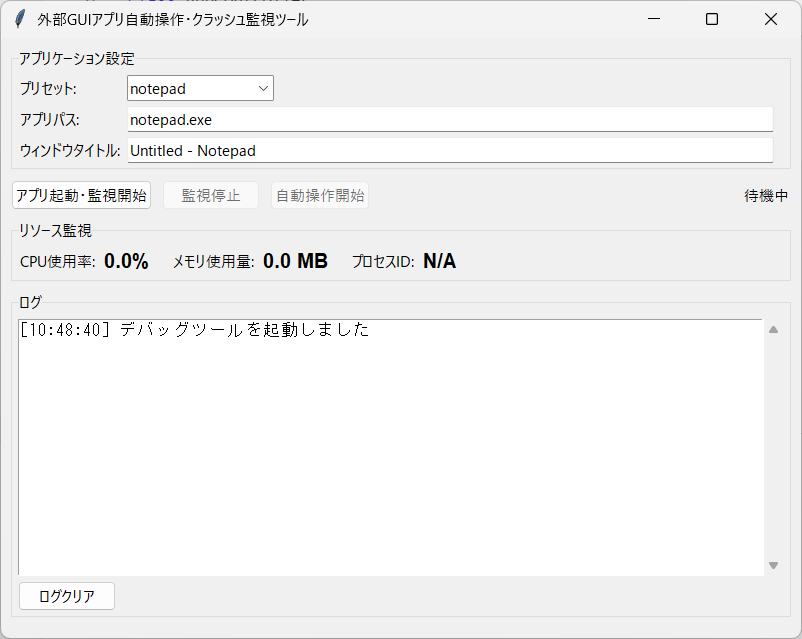 外部GUIアプリ自動操作・クラッシュ監視ツール
アプリケーション設定
プリセット: notepad
アプリパス: notepad.exe
ウィンドウタイトル: Untitled - Notepad
アプリ起動・監視開始 監視停止 自動操作開始 待機中
リソース監視
CPU使用率: 0.0% メモリ使用量: 0.0 MB プロセスID: N/A
ログ
[10:48:40] デバッグツールを起動しました
ログクリア